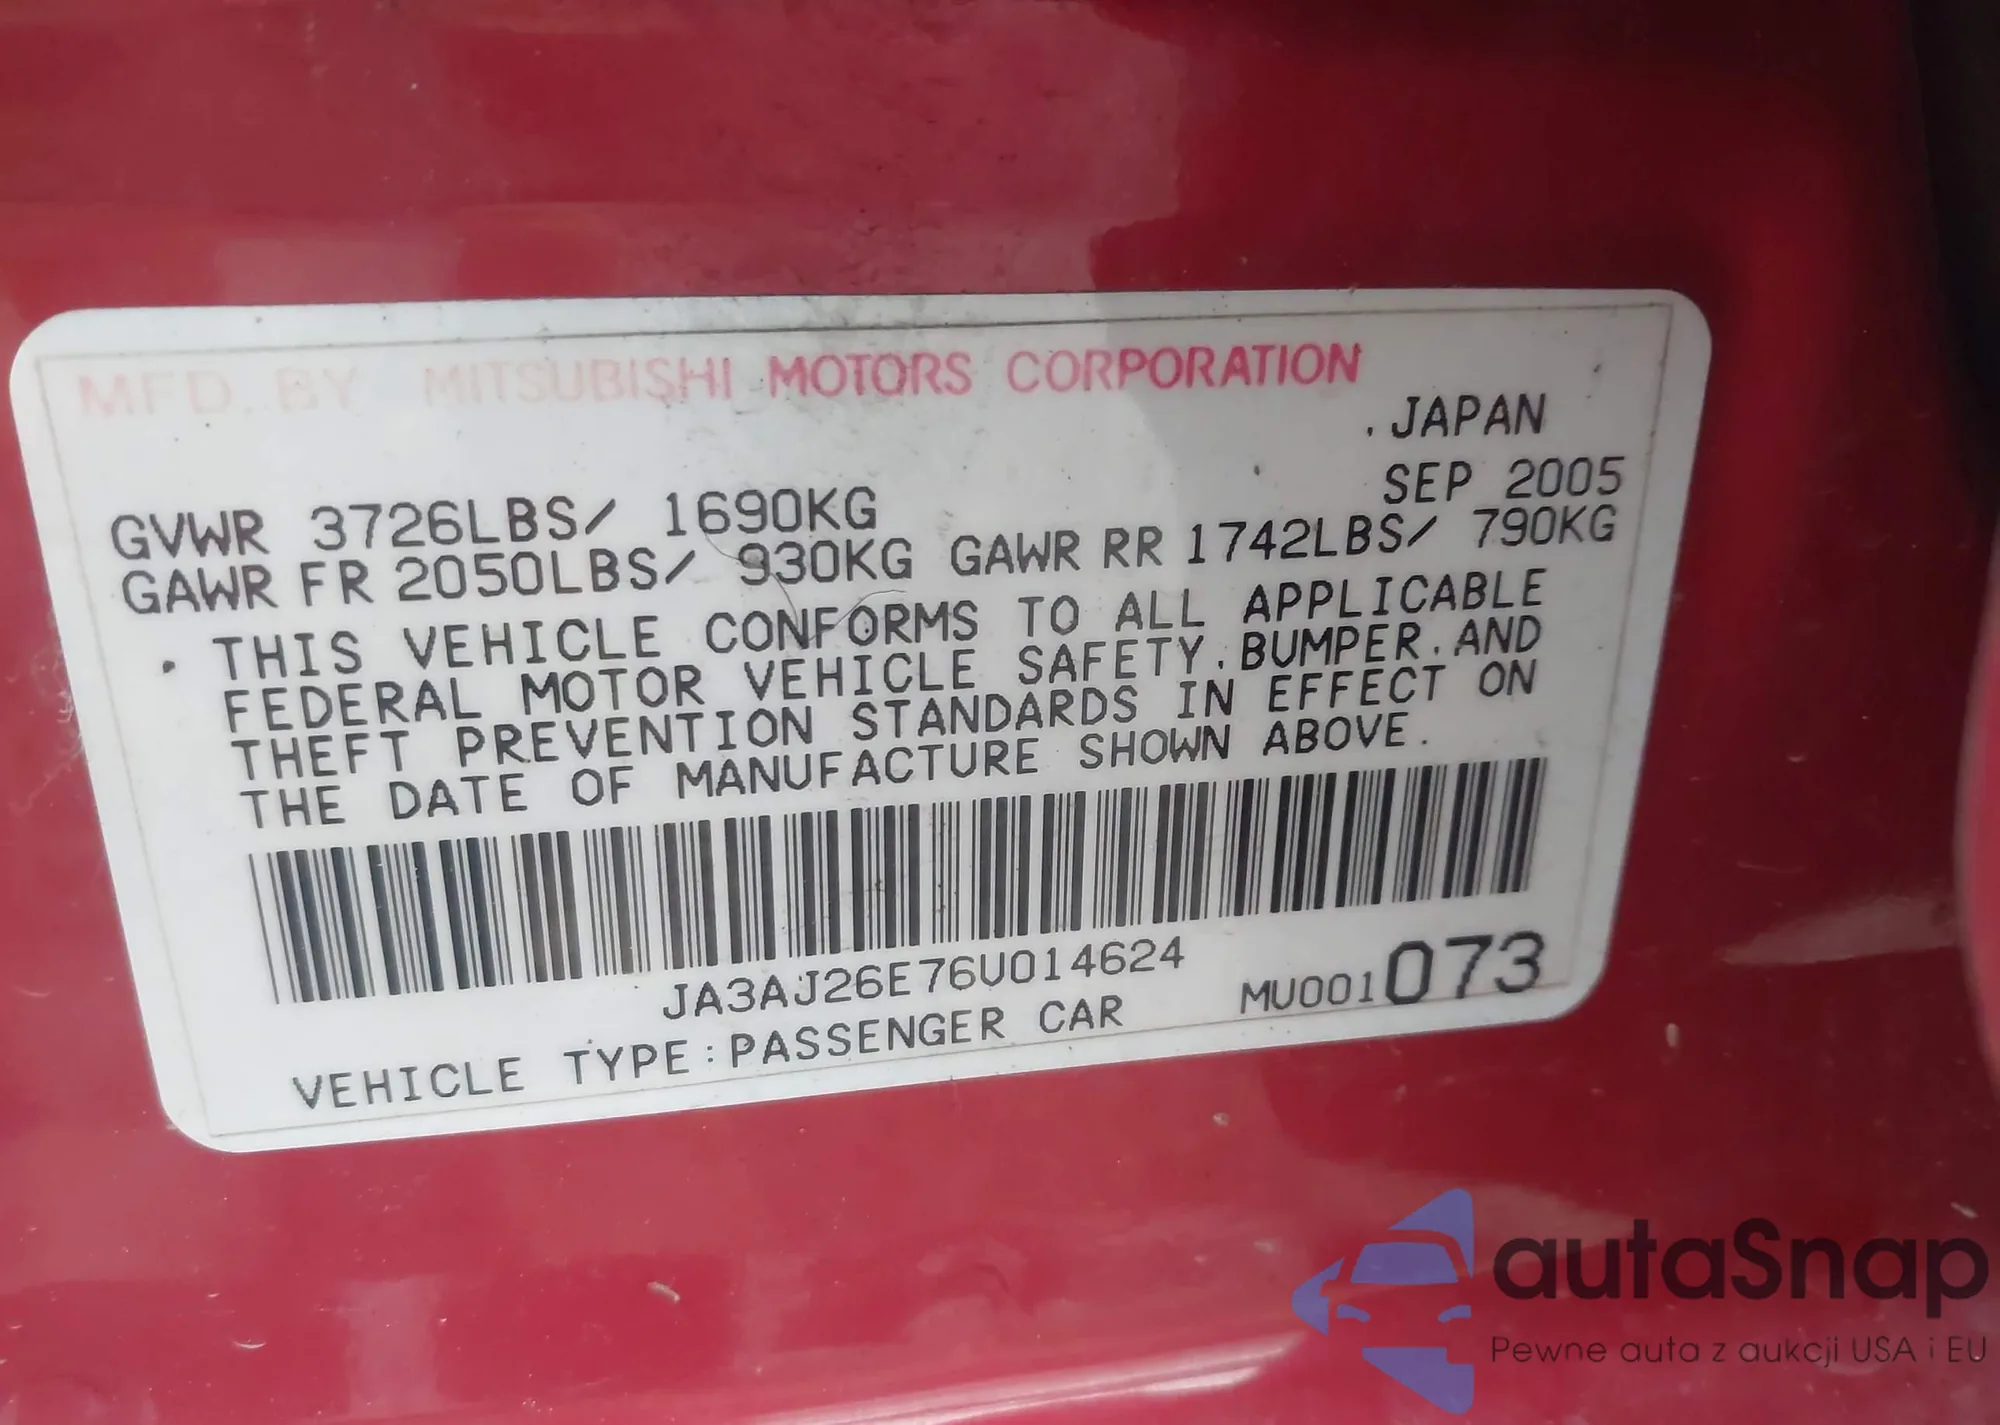 MFD. BY MITSUBISHI MOTORS CORPORATION
. JAPAN
SEP 2005
GVWR 3726LBS/ 1690KG
GAWR FR 2050LBS/ 930KG GAWR RR 1742LBS/ 790KG
• THIS VEHICLE CONFORMS TO ALL APPLICABLE
FEDERAL MOTOR VEHICLE SAFETY. BUMPER. AND
THEFT PREVENTION STANDARDS IN EFFECT ON
THE DATE OF MANUFACTURE SHOWN ABOVE.
JA3AJ26E76U014624
MU001073
VEHICLE TYPE:PASSENGER CAR
autaSnap
Pewne auta z aukcji USA i EU